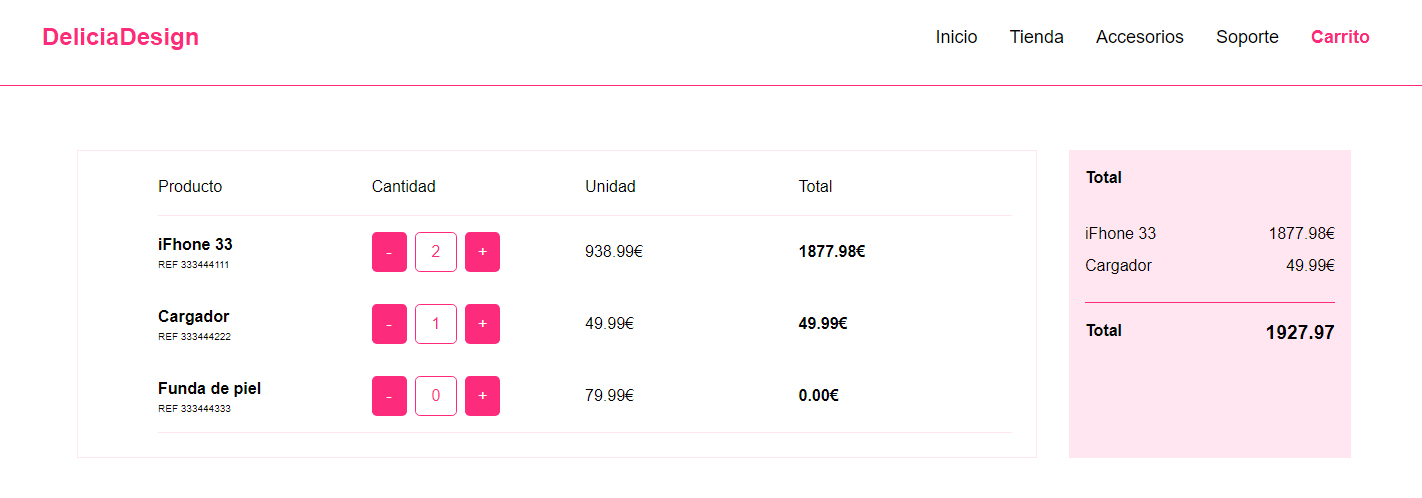 DeliciaDesign Inicio Tienda Accesorios Soporte Carrito
Producto Cantidad Unidad Total
iFhone 33
REF 333444111
- 2 + 938.99€ 1877.98€
Cargador
REF 333444222
- 1 + 49.99€ 49.99€
Funda de piel
REF 333444333
- 0 + 79.99€ 0.00€
Total
iFhone 33 1877.98€
Cargador 49.99€
Total 1927.97